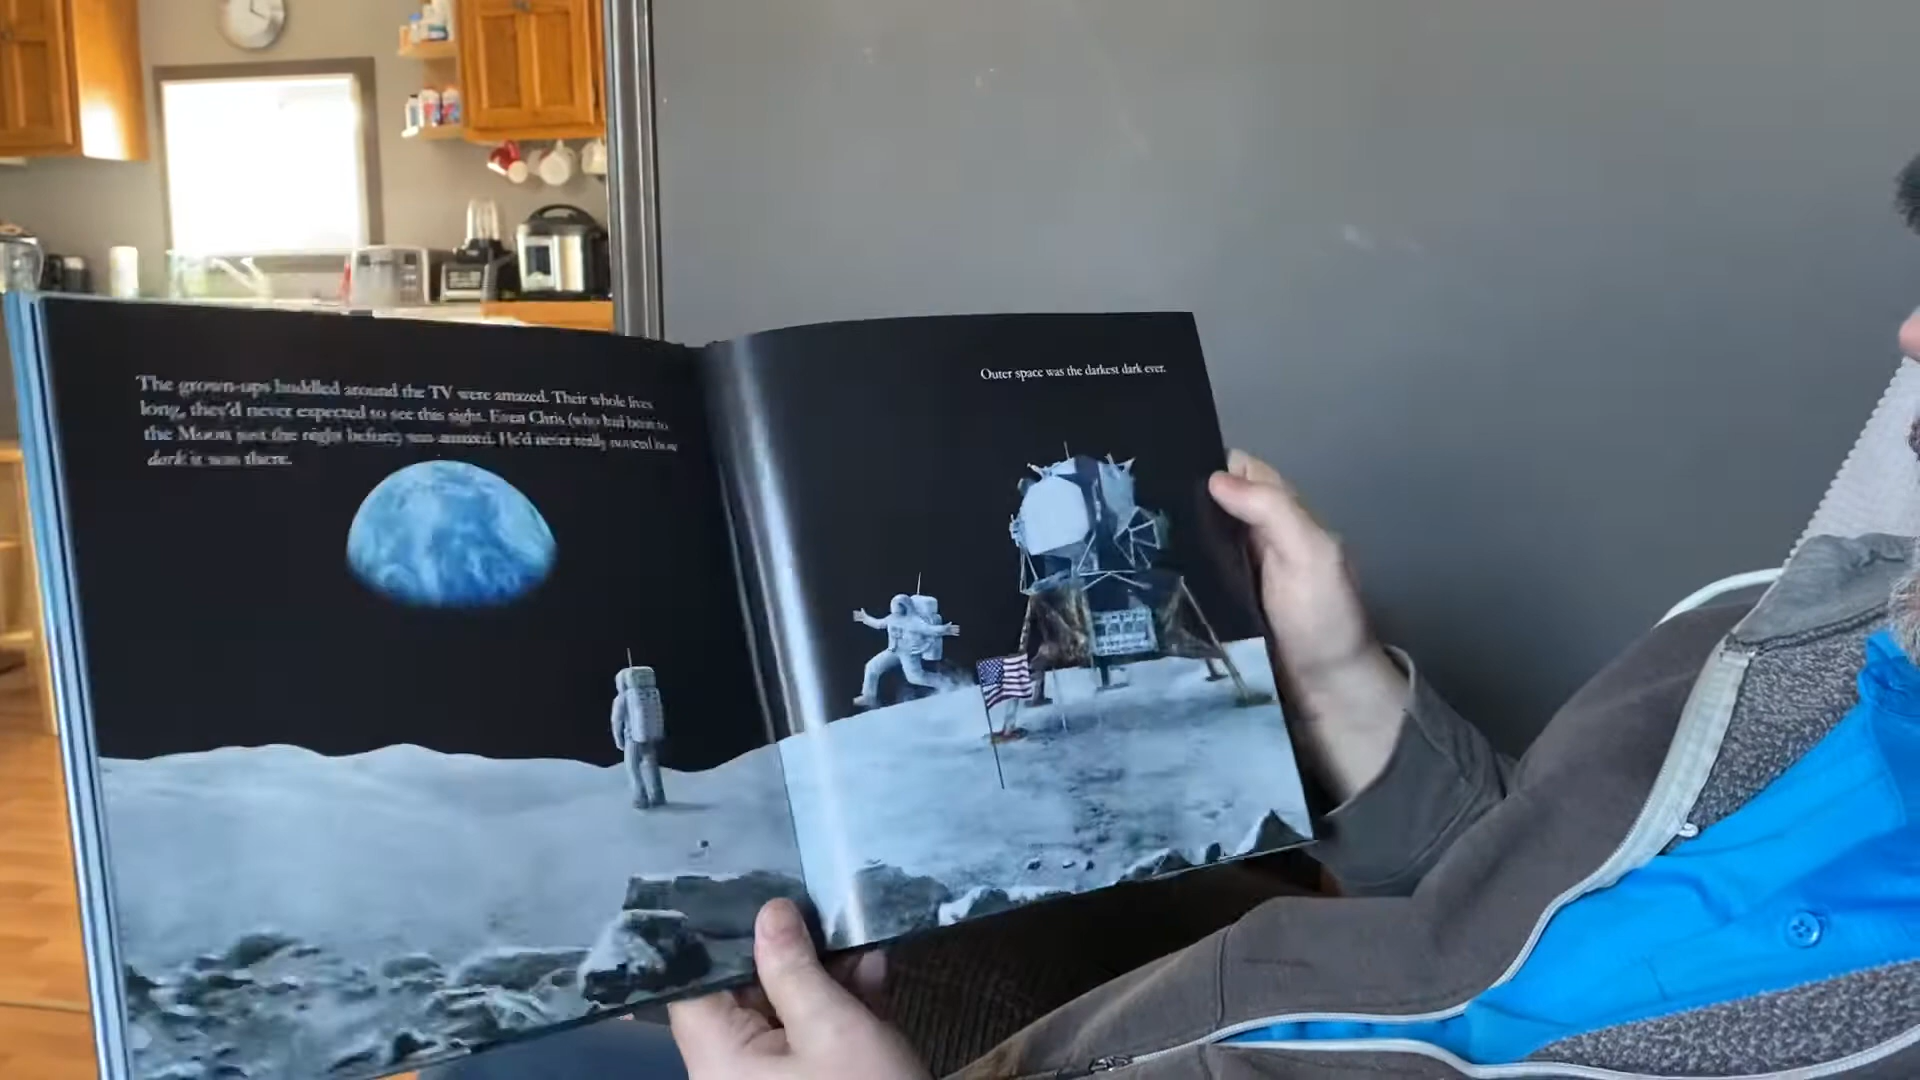 The grown-ups huddled around the TV were amazed. Their whole lives
long, they'd never expected to see this sight. Even Chris (who had been to
the Moon just the night before) was amazed. He'd never really noticed how
dark it was there.
Outer space was the darkest dark ever.